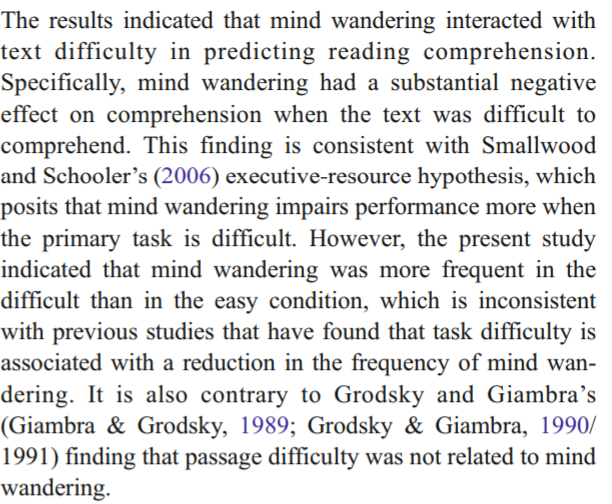 The results indicated that mind wandering interacted with
text difficulty in predicting reading comprehension.
Specifically, mind wandering had a substantial negative
effect on comprehension when the text was difficult to
comprehend. This finding is consistent with Smallwood
and Schooler’s (2006) executive-resource hypothesis, which
posits that mind wandering impairs performance more when
the primary task is difficult. However, the present study
indicated that mind wandering was more frequent in the
difficult than in the easy condition, which is inconsistent
with previous studies that have found that task difficulty is
associated with a reduction in the frequency of mind wan-
dering. It is also contrary to Grodsky and Giambra’s
(Giambra & Grodsky, 1989; Grodsky & Giambra, 1990/
1991) finding that passage difficulty was not related to mind
wandering.